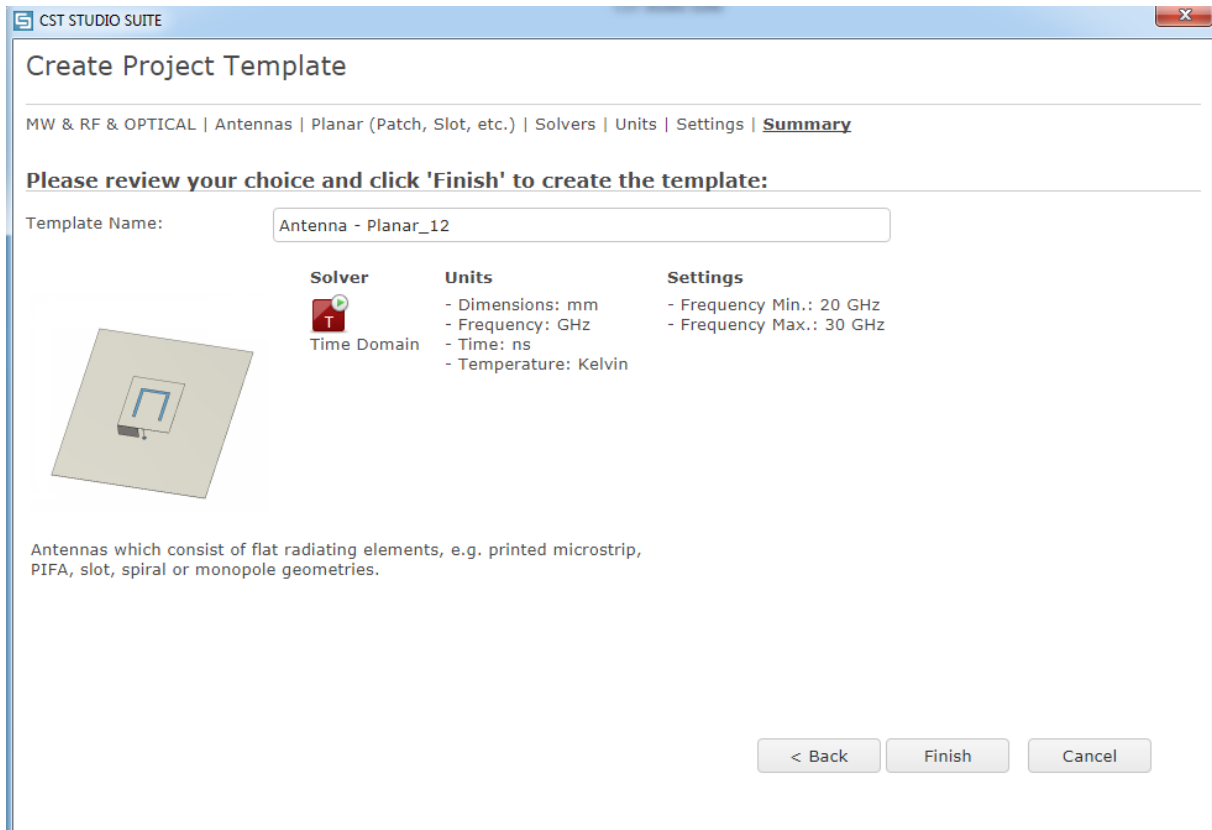 CST STUDIO SUITE
Create Project Template
MW & RF & OPTICAL | Antennas | Planar (Patch, Slot, etc.) | Solvers | Units | Settings | Summary
Please review your choice and click 'Finish' to create the template:
Template Name: Antenna - Planar_12
Solver Units Settings
- Dimensions: mm - Frequency Min.: 20 GHz
T - Frequency: GHz - Frequency Max.: 30 GHz
Time Domain - Time: ns
- Temperature: Kelvin
Antennas which consist of flat radiating elements, e.g. printed microstrip,
PIFA, slot, spiral or monopole geometries.
< Back Finish Cancel